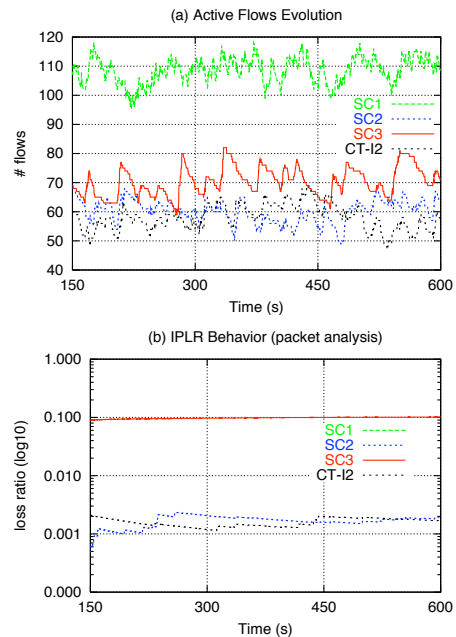 (a) Active Flows Evolution
# flows
120
110
100
90
80
70
60
50
40
SC1
SC2
SC3
CT-I2
150
300
450
600
Time (s)
(b) IPLR Behavior (packet analysis)
loss ratio (log10)
1.000
0.100
0.010
0.001
0.000
SC1
SC2
SC3
CT-I2
150
300
450
600
Time (s)